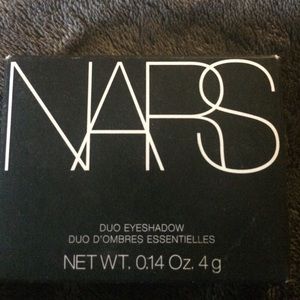 NARS
DUO EYESHADOW
DUO D'OMBRES ESSENTIELLES
NET WT. 0.14 Oz. 4 g